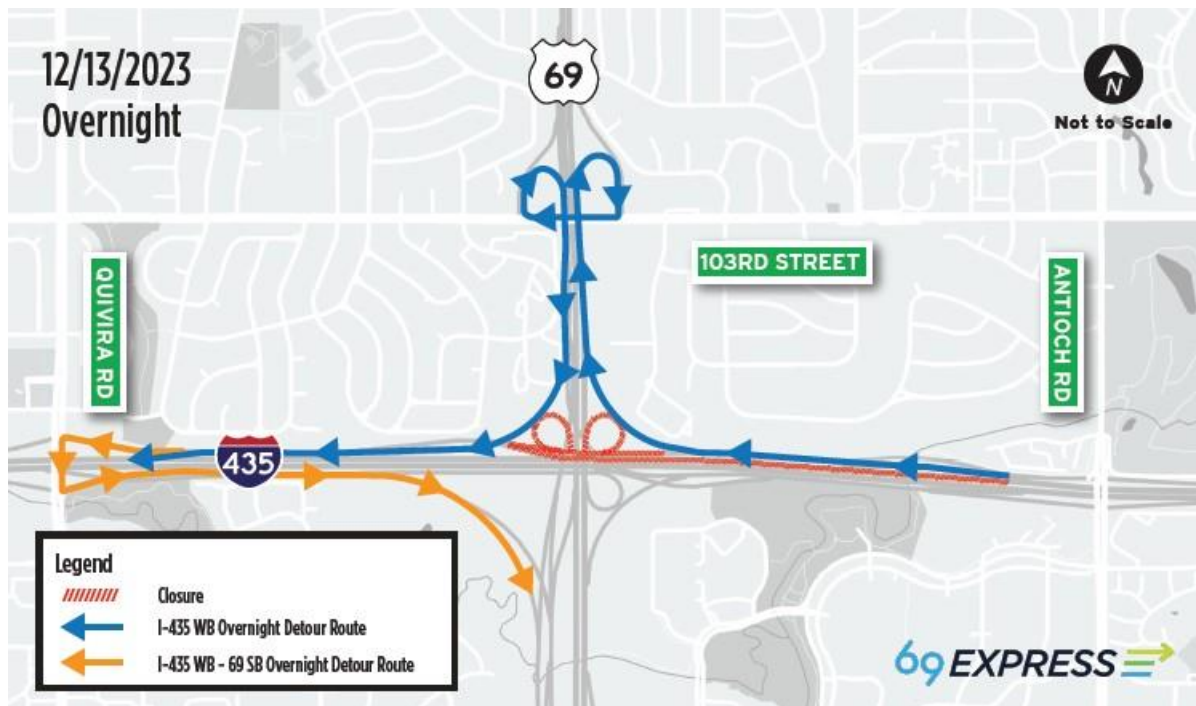 12/13/2023
Overnight
69
N
Not to Scale
103RD STREET
QUIVIRA RD
ANTIOCH RD
435
Legend
Closure
I-435 WB Overnight Detour Route
I-435 WB - 69 SB Overnight Detour Route
69 EXPRESS